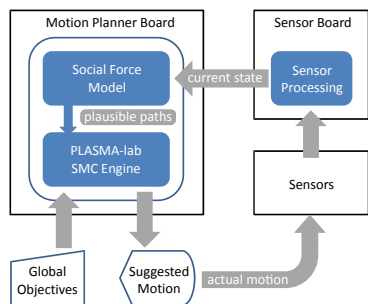 Motion Planner Board
Sensor Board
Social Force
Model
current state
Sensor
Processing
plausible paths
PLASMA-lab
SMC Engine
Sensors
Global
Objectives
Suggested
Motion
actual motion